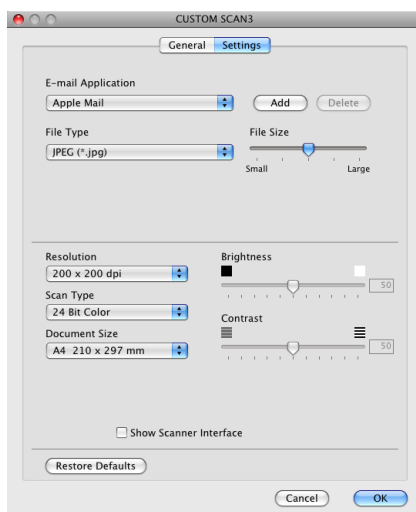 CUSTOM SCAN3
General Settings
E-mail Application
Apple Mail Add Delete
File Type File Size
JPEG (*.jpg)
Small Large
Resolution Brightness
200 x 200 dpi
50
Scan Type
24 Bit Color
Contrast
Document Size
A4 210 x 297 mm 50
Show Scanner Interface
Restore Defaults
Cancel OK